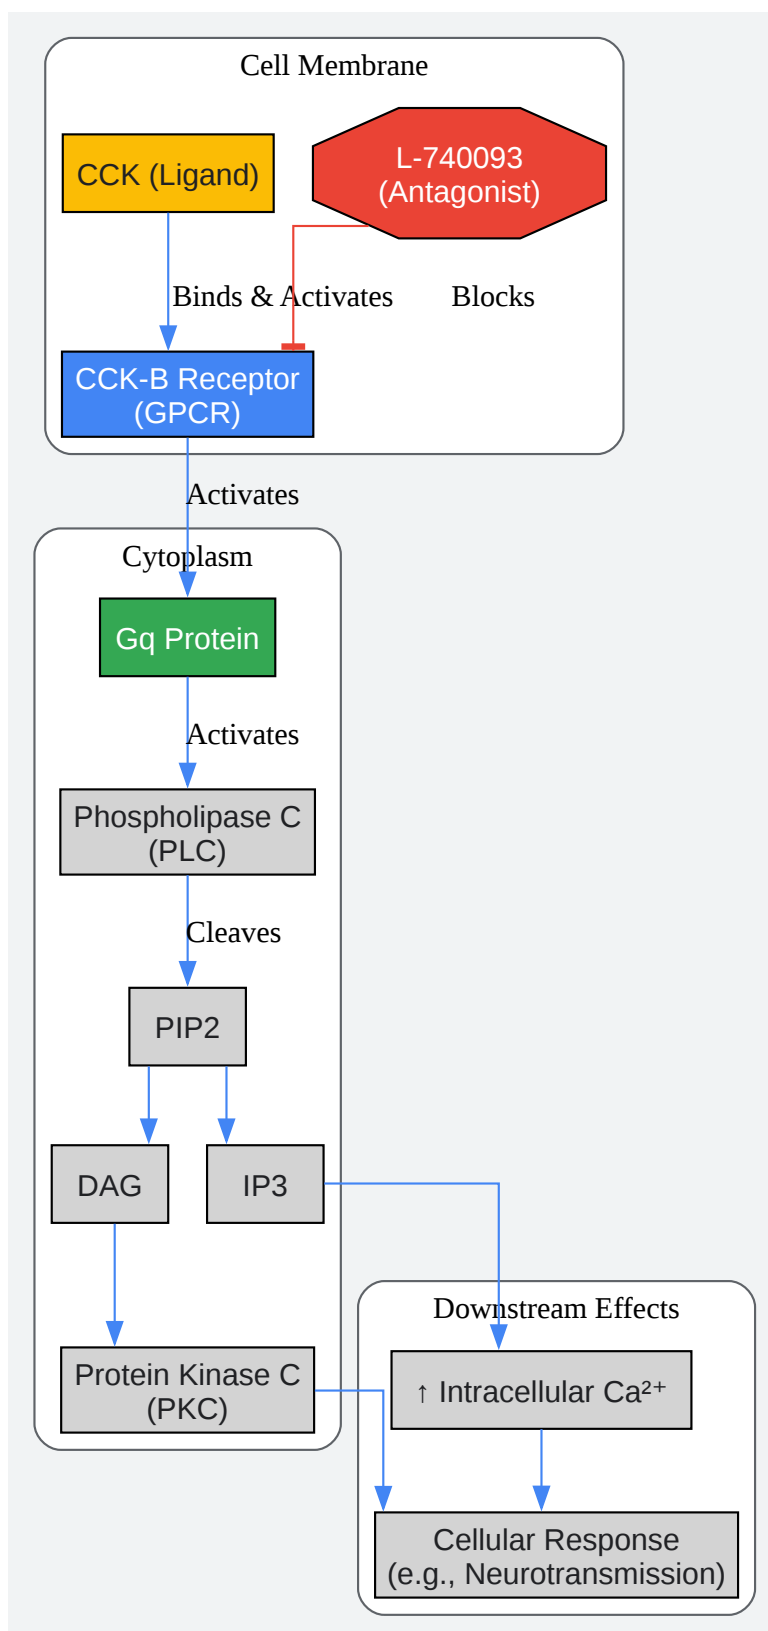 Cell Membrane
CCK (Ligand)
L-740093
(Antagonist)
Binds & Activates
Blocks
CCK-B Receptor
(GPCR)
Activates
Cytoplasm
Gq Protein
Activates
Phospholipase C
(PLC)
Cleaves
PIP2
DAG
IP3
Downstream Effects
Protein Kinase C
(PKC)
↑ Intracellular Ca²⁺
Cellular Response
(e.g., Neurotransmission)